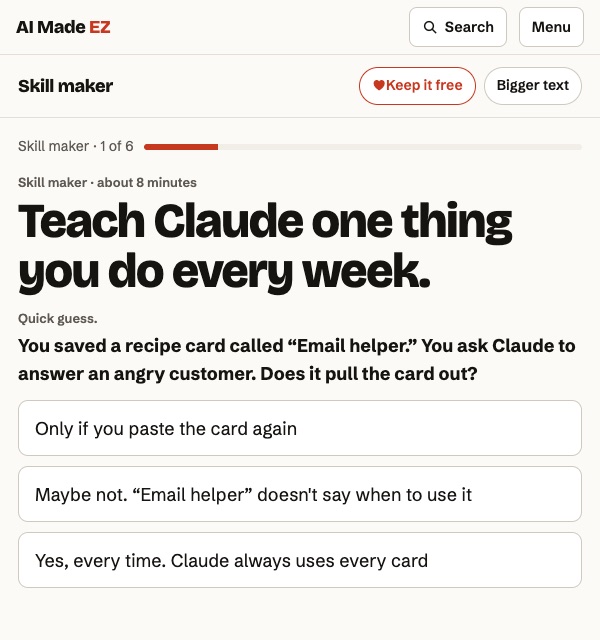 AI Made EZ
Search
Menu
Skill maker
Keep it free
Bigger text
Skill maker · 1 of 6
Skill maker · about 8 minutes
Teach Claude one thing
you do every week.
Quick guess.
You saved a recipe card called “Email helper.” You ask Claude to
answer an angry customer. Does it pull the card out?
Only if you paste the card again
Maybe not. “Email helper” doesn't say when to use it
Yes, every time. Claude always uses every card